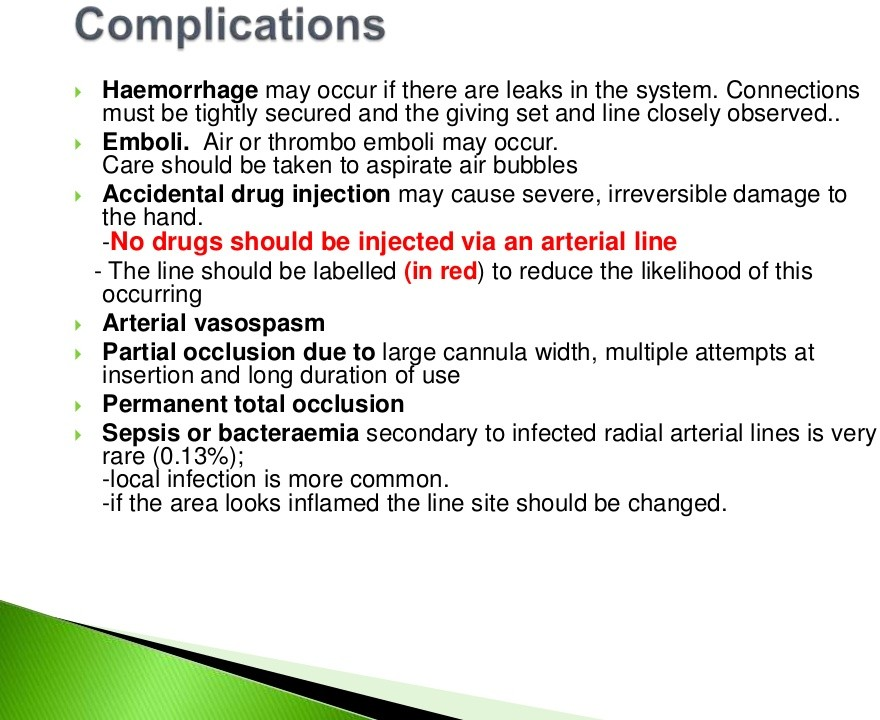 Complications
Haemorrhage may occur if there are leaks in the system. Connections
must be tightly secured and the giving set and line closely observed..
Emboli.  Air or thrombo emboli may occur.
Care should be taken to aspirate air bubbles
Accidental drug injection may cause severe, irreversible damage to
the hand.
-No drugs should be injected via an arterial line
- The line should be labelled (in red) to reduce the likelihood of this
occurring
Arterial vasospasm
Partial occlusion due to large cannula width, multiple attempts at
insertion and long duration of use
Permanent total occlusion
Sepsis or bacteraemia secondary to infected radial arterial lines is very
rare (0.13%);
-local infection is more common.
-if the area looks inflamed the line site should be changed.